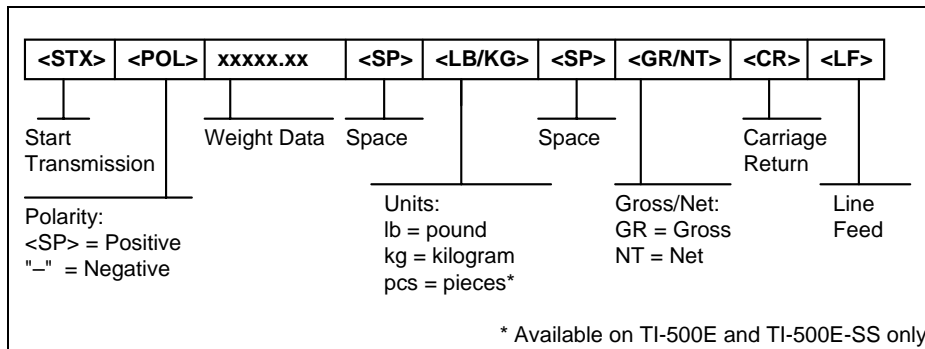 <STX> <POL> xxxxx.xx <SP> <LB/KG> <SP> <GR/NT> <CR> <LF>
Start
Transmission
Weight Data
Space
Space
Carriage
Return
Polarity:
<SP> = Positive
"–" = Negative
Units:
lb = pound
kg = kilogram
pcs = pieces*
Gross/Net:
GR = Gross
NT = Net
Line
Feed
* Available on TI-500E and TI-500E-SS only